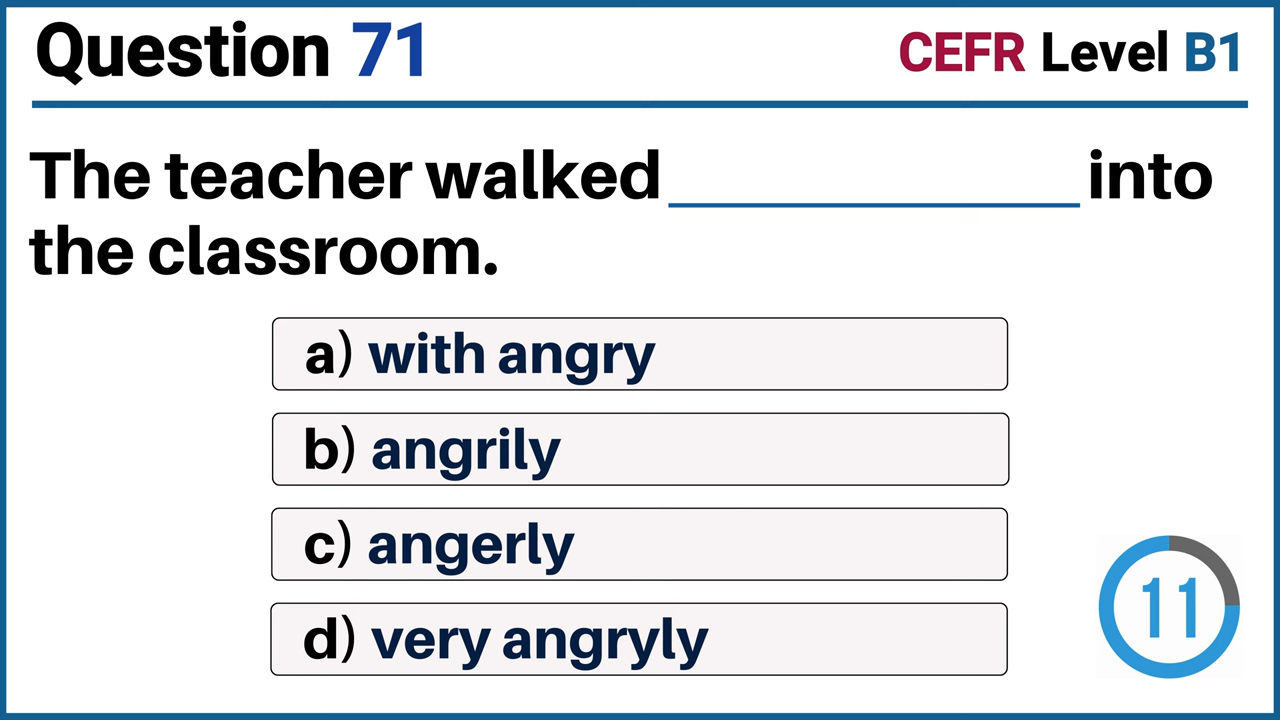 Question 71
CEFR Level B1
The teacher walked ____________ into
the classroom.
a) with angry
b) angrily
c) angerly
d) very angryly
11